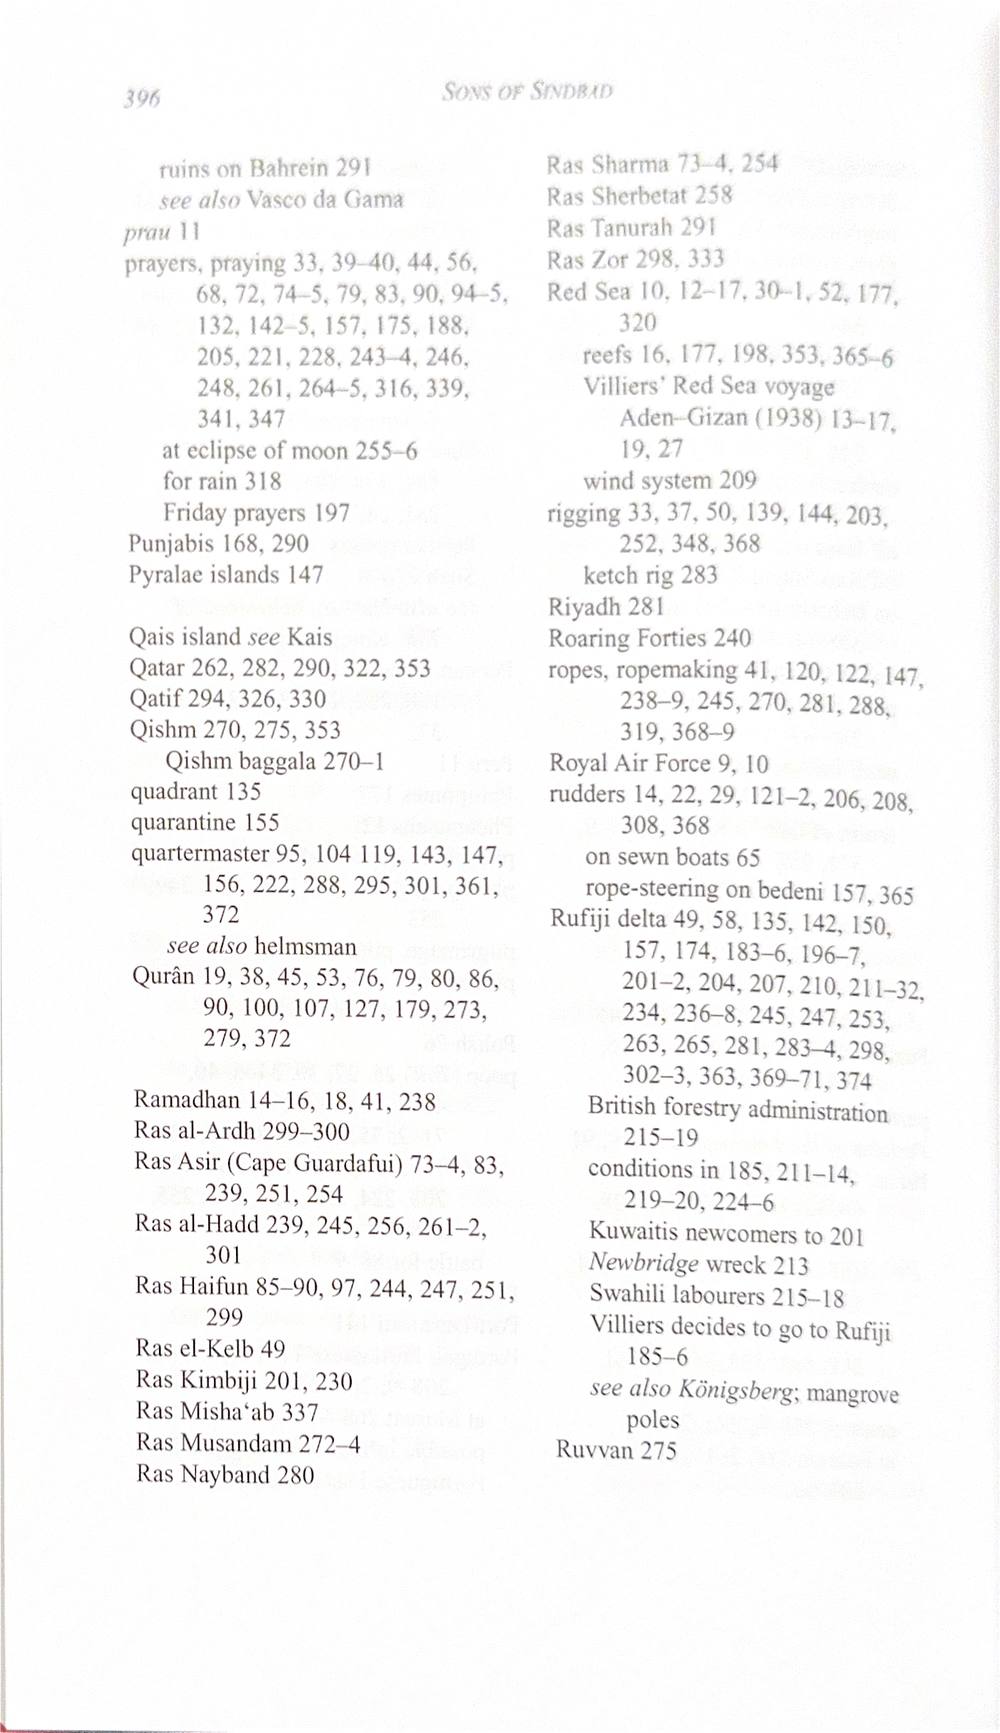 396
SONS OF SINDBAD
ruins on Bahrein 291
see also Vasco da Gama
prau 11
prayers, praying 33, 39–40, 44, 56,
68, 72, 74–5, 79, 83, 90, 94–5,
132, 142–5, 157, 175, 188,
205, 221, 228, 243–4, 246,
248, 261, 264–5, 316, 339,
341, 347
at eclipse of moon 255–6
for rain 318
Friday prayers 197
Punjabis 168, 290
Pyralae islands 147
Qais island see Kais
Qatar 262, 282, 290, 322, 353
Qatif 294, 326, 330
Qishm 270, 275, 353
Qishm baggala 270–1
quadrant 135
quarantine 155
quartermaster 95, 104 119, 143, 147,
156, 222, 288, 295, 301, 361,
372
see also helmsman
Qurân 19, 38, 45, 53, 76, 79, 80, 86,
90, 100, 107, 127, 179, 273,
279, 372
Ramadhan 14–16, 18, 41, 238
Ras al-Ardh 299–300
Ras Asir (Cape Guardafui) 73–4, 83,
239, 251, 254
Ras al-Hadd 239, 245, 256, 261–2,
301
Ras Haifun 85–90, 97, 244, 247, 251,
299
Ras el-Kelb 49
Ras Kimbiji 201, 230
Ras Misha‘ab 337
Ras Musandam 272–4
Ras Nayband 280
Ras Sharma 73–4, 254
Ras Sherbetat 258
Ras Tanurah 291
Ras Zor 298, 333
Red Sea 10, 12–17, 30–1, 52, 177,
320
reefs 16, 177, 198, 353, 365–6
Villiers’ Red Sea voyage
Aden–Gizan (1938) 13–17,
19, 27
wind system 209
rigging 33, 37, 50, 139, 144, 203,
252, 348, 368
ketch rig 283
Riyadh 281
Roaring Forties 240
ropes, ropemaking 41, 120, 122, 147,
238–9, 245, 270, 281, 288,
319, 368–9
Royal Air Force 9, 10
rudders 14, 22, 29, 121–2, 206, 208,
308, 368
on sewn boats 65
rope-steering on bedeni 157, 365
Rufiji delta 49, 58, 135, 142, 150,
157, 174, 183–6, 196–7,
201–2, 204, 207, 210, 211–32,
234, 236–8, 245, 247, 253,
263, 265, 281, 283–4, 298,
302–3, 363, 369–71, 374
British forestry administration
215–19
conditions in 185, 211–14,
219–20, 224–6
Kuwaitis newcomers to 201
Newbridge wreck 213
Swahili labourers 215–18
Villiers decides to go to Rufiji
185–6
see also Königsberg; mangrove
poles
Ruvvan 275